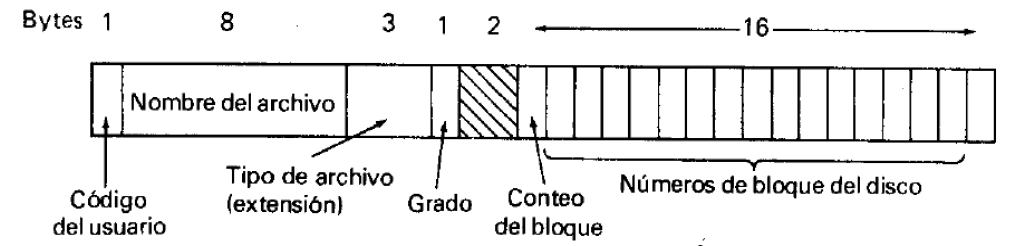 Bytes 1 8 3 1 2 16
Nombre del archivo
Código
del usuario
Tipo de archivo
(extensión)
Grado
Conteo
del bloque
Números de bloque del disco